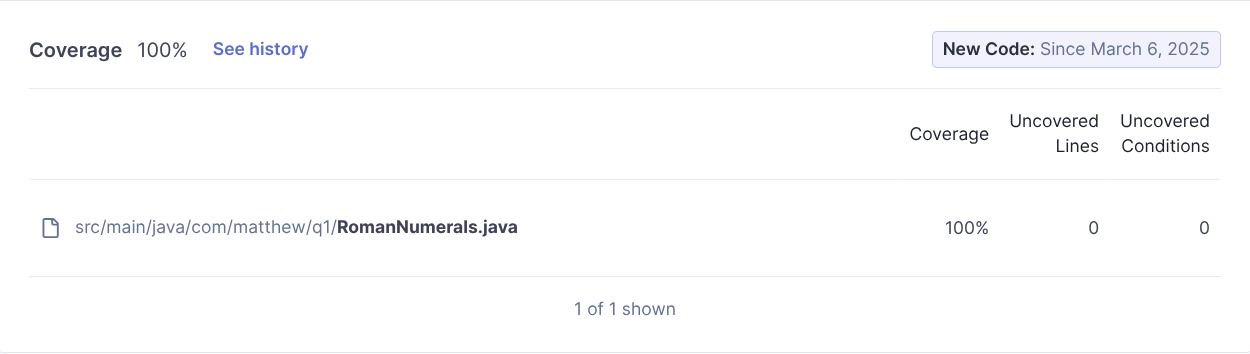 Coverage 100% See history New Code: Since March 6, 2025
Coverage Uncovered Lines Uncovered Conditions
src/main/java/com/matthew/q1/RomanNumerals.java 100% 0 0
1 of 1 shown